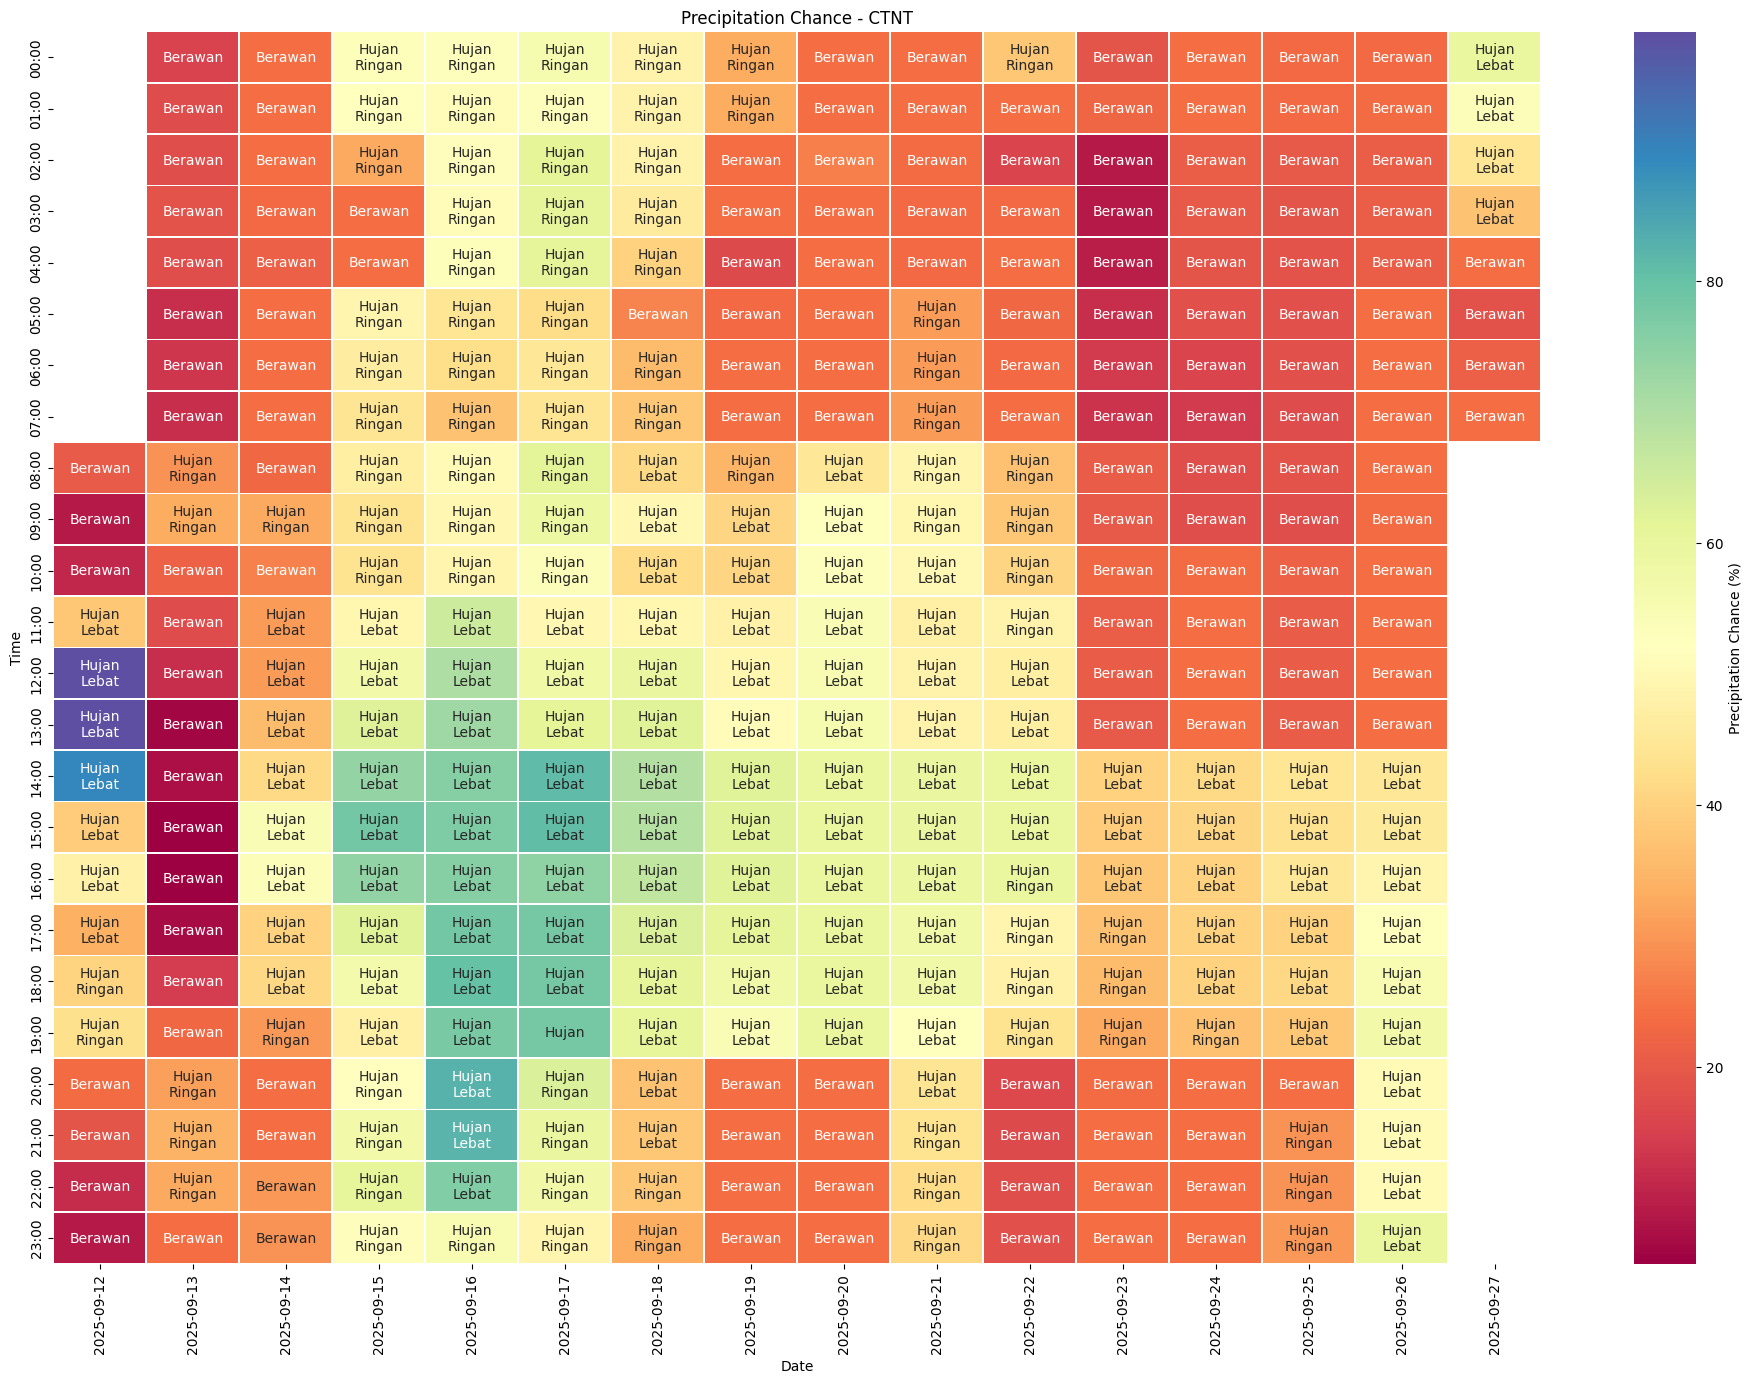 Precipitation Chance - CTNT
00:00 Berawan Berawan Hujan Ringan Hujan Ringan Hujan Ringan Hujan Ringan Hujan Ringan Berawan Berawan Hujan Ringan Berawan Berawan Berawan Berawan Hujan Lebat
01:00 Berawan Berawan Hujan Ringan Hujan Ringan Hujan Ringan Hujan Ringan Hujan Ringan Berawan Berawan Berawan Berawan Berawan Berawan Berawan Hujan Lebat
02:00 Berawan Berawan Hujan Ringan Hujan Ringan Hujan Ringan Hujan Ringan Berawan Berawan Berawan Berawan Berawan Berawan Berawan Berawan Hujan Lebat
03:00 Berawan Berawan Berawan Hujan Ringan Hujan Ringan Hujan Ringan Berawan Berawan Berawan Berawan Berawan Berawan Berawan Berawan Hujan Lebat
04:00 Berawan Berawan Berawan Hujan Ringan Hujan Ringan Hujan Ringan Berawan Berawan Berawan Berawan Berawan Berawan Berawan Berawan Berawan
05:00 Berawan Berawan Hujan Ringan Hujan Ringan Hujan Ringan Berawan Berawan Berawan Hujan Ringan Berawan Berawan Berawan Berawan Berawan Berawan
06:00 Berawan Berawan Hujan Ringan Hujan Ringan Hujan Ringan Hujan Ringan Berawan Berawan Hujan Ringan Berawan Berawan Berawan Berawan Berawan Berawan
07:00 Berawan Berawan Hujan Ringan Hujan Ringan Hujan Ringan Hujan Ringan Berawan Berawan Hujan Ringan Berawan Berawan Berawan Berawan Berawan Berawan
08:00 Berawan Hujan Ringan Berawan Hujan Ringan Hujan Ringan Hujan Ringan Hujan Lebat Hujan Ringan Hujan Lebat Hujan Ringan Hujan Ringan Berawan Berawan Berawan Berawan
09:00 Berawan Hujan Ringan Hujan Ringan Hujan Ringan Hujan Ringan Hujan Ringan Hujan Lebat Hujan Lebat Hujan Lebat Hujan Ringan Hujan Ringan Berawan Berawan Berawan Berawan
10:00 Berawan Berawan Berawan Hujan Ringan Hujan Ringan Hujan Ringan Hujan Lebat Hujan Lebat Hujan Lebat Hujan Lebat Hujan Ringan Berawan Berawan Berawan Berawan
11:00 Hujan Lebat Berawan Hujan Lebat Hujan Lebat Hujan Lebat Hujan Lebat Hujan Lebat Hujan Lebat Hujan Lebat Hujan Lebat Hujan Ringan Berawan Berawan Berawan Berawan
12:00 Hujan Lebat Berawan Hujan Lebat Hujan Lebat Hujan Lebat Hujan Lebat Hujan Lebat Hujan Lebat Hujan Lebat Hujan Lebat Hujan Lebat Berawan Berawan Berawan Berawan
13:00 Hujan Lebat Berawan Hujan Lebat Hujan Lebat Hujan Lebat Hujan Lebat Hujan Lebat Hujan Lebat Hujan Lebat Hujan Lebat Hujan Lebat Berawan Berawan Berawan Berawan
14:00 Hujan Lebat Berawan Hujan Lebat Hujan Lebat Hujan Lebat Hujan Lebat Hujan Lebat Hujan Lebat Hujan Lebat Hujan Lebat Hujan Lebat Hujan Lebat Hujan Lebat Hujan Lebat Hujan Lebat
15:00 Hujan Lebat Berawan Hujan Lebat Hujan Lebat Hujan Lebat Hujan Lebat Hujan Lebat Hujan Lebat Hujan Lebat Hujan Lebat Hujan Lebat Hujan Lebat Hujan Lebat Hujan Lebat Hujan Lebat
16:00 Hujan Lebat Berawan Hujan Lebat Hujan Lebat Hujan Lebat Hujan Lebat Hujan Lebat Hujan Lebat Hujan Lebat Hujan Lebat Hujan Ringan Hujan Lebat Hujan Lebat Hujan Lebat Hujan Lebat
17:00 Hujan Lebat Berawan Hujan Lebat Hujan Lebat Hujan Lebat Hujan Lebat Hujan Lebat Hujan Lebat Hujan Lebat Hujan Lebat Hujan Ringan Hujan Ringan Hujan Lebat Hujan Lebat Hujan Lebat
18:00 Hujan Ringan Berawan Hujan Lebat Hujan Lebat Hujan Lebat Hujan Lebat Hujan Lebat Hujan Lebat Hujan Lebat Hujan Lebat Hujan Ringan Hujan Ringan Hujan Lebat Hujan Lebat Hujan Lebat
19:00 Hujan Ringan Berawan Hujan Ringan Hujan Lebat Hujan Lebat Hujan Hujan Lebat Hujan Lebat Hujan Lebat Hujan Lebat Hujan Ringan Hujan Ringan Hujan Ringan Hujan Lebat Hujan Lebat
20:00 Berawan Hujan Ringan Berawan Hujan Ringan Hujan Lebat Hujan Ringan Hujan Lebat Berawan Berawan Hujan Lebat Berawan Berawan Berawan Berawan Hujan Lebat
21:00 Berawan Hujan Ringan Berawan Hujan Ringan Hujan Lebat Hujan Ringan Hujan Lebat Berawan Berawan Hujan Ringan Berawan Berawan Berawan Hujan Ringan Hujan Lebat
22:00 Berawan Hujan Ringan Berawan Hujan Ringan Hujan Lebat Hujan Ringan Hujan Ringan Berawan Berawan Hujan Ringan Berawan Berawan Berawan Hujan Ringan Hujan Lebat
23:00 Berawan Berawan Berawan Hujan Ringan Hujan Ringan Hujan Ringan Hujan Ringan Berawan Berawan Hujan Ringan Berawan Berawan Berawan Hujan Ringan Hujan Lebat
Time
2025-09-12 2025-09-13 2025-09-14 2025-09-15 2025-09-16 2025-09-17 2025-09-18 2025-09-19 2025-09-20 2025-09-21 2025-09-22 2025-09-23 2025-09-24 2025-09-25 2025-09-26 2025-09-27
Date
80
60
40
20
Precipitation Chance (%)